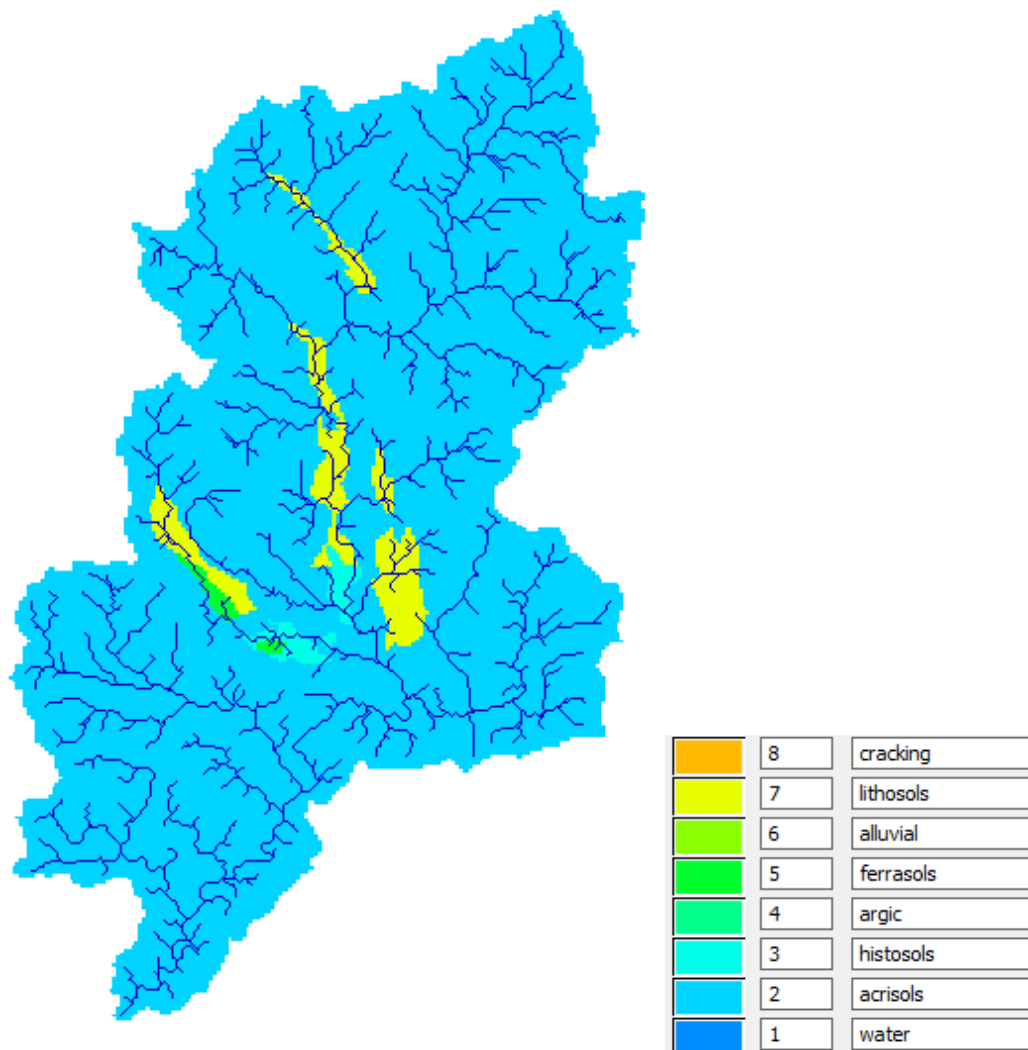 8 cracking
7 lithosols
6 alluvial
5 ferrasols
4 argic
3 histosols
2 acrisols
1 water